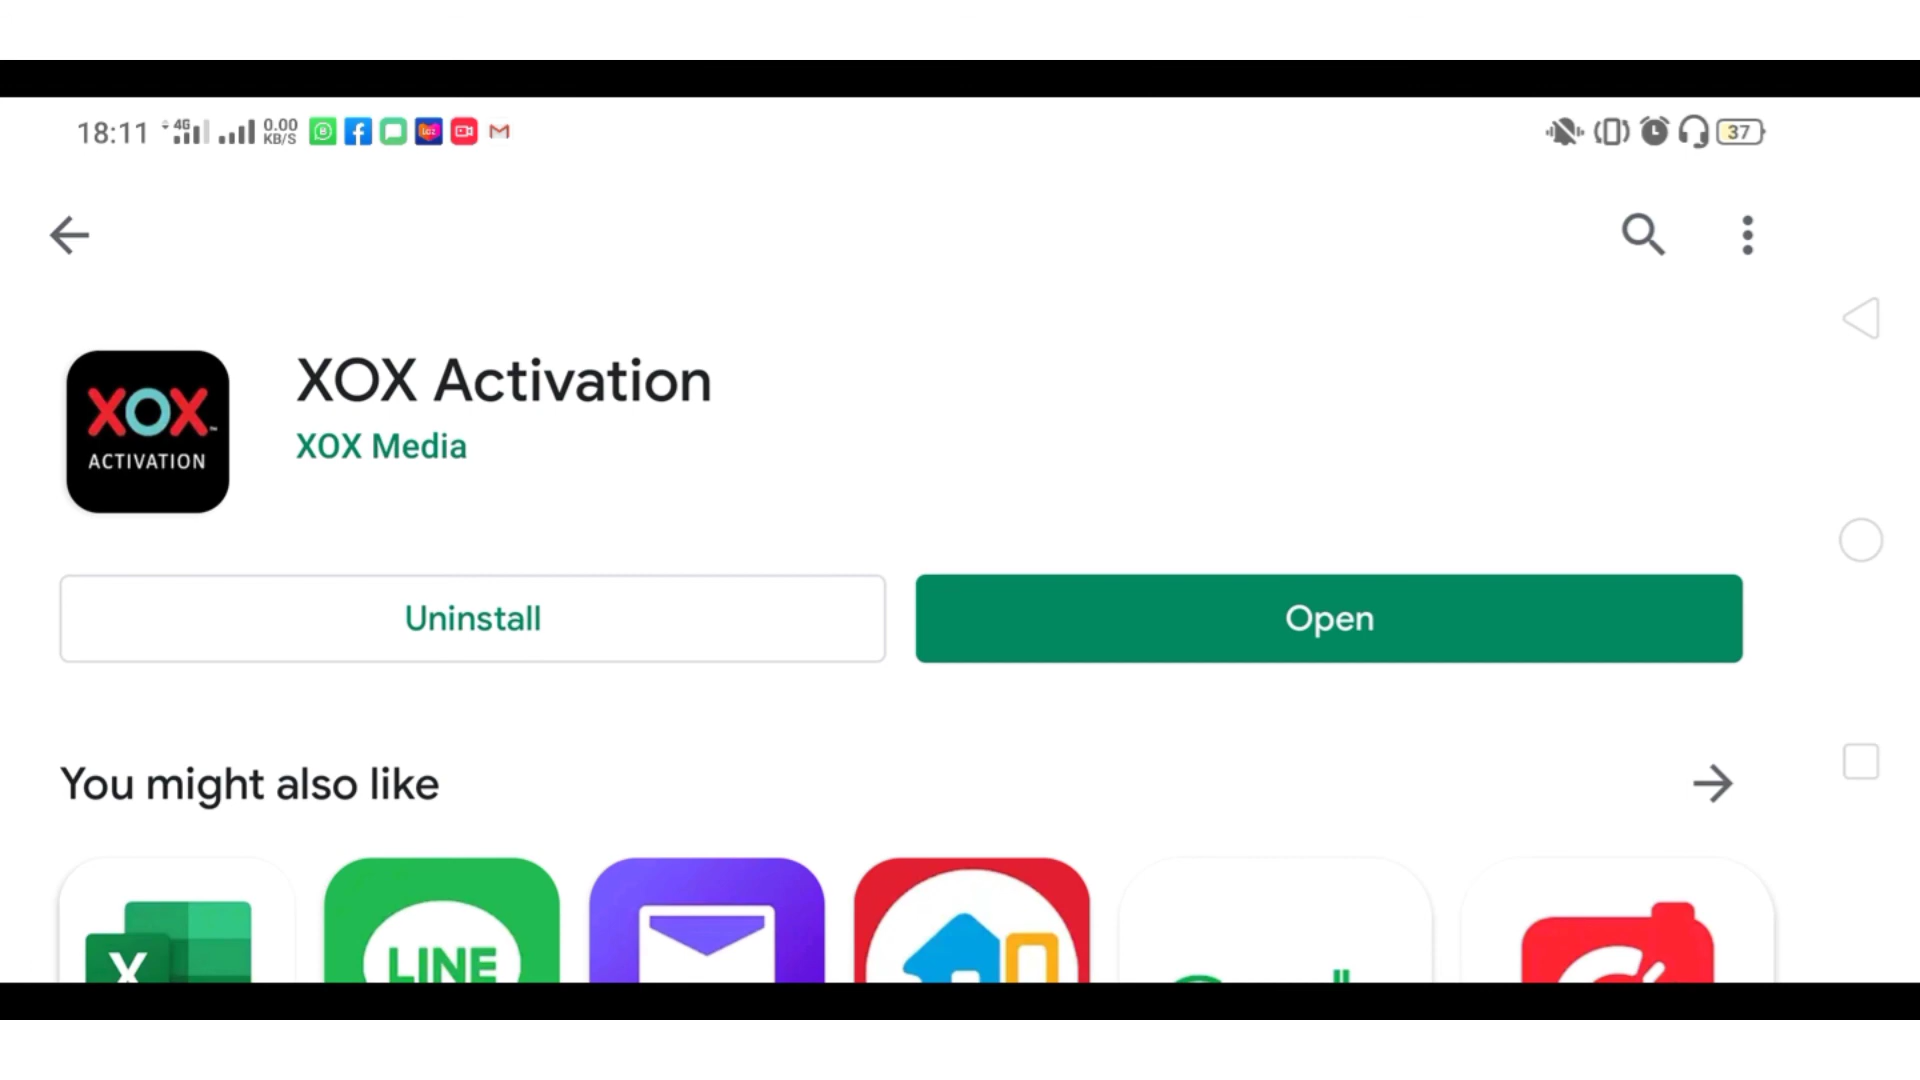 18:11 4G 0.00 KB/S Laz 37
XOX Activation
XOX Media
XOX
ACTIVATION
Uninstall
Open
You might also like
X
LINE